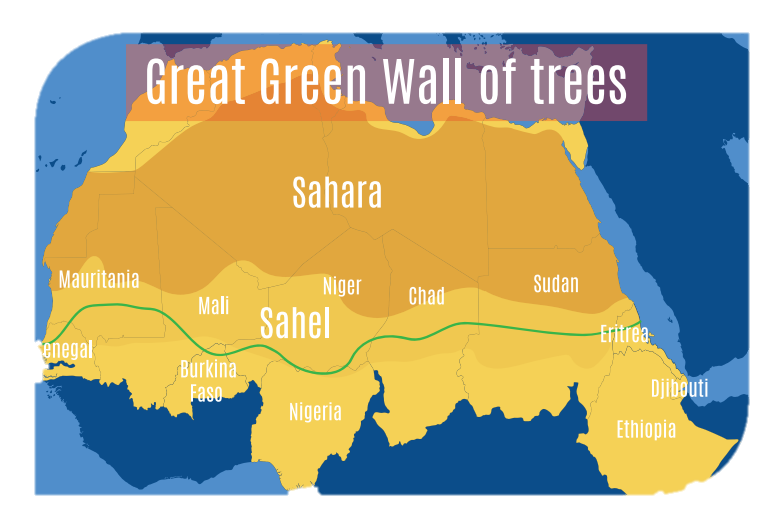 Great Green Wall of trees
Sahara
Mauritania
Mali
Niger
Chad
Sudan
Sahel
Eritrea
enegal
Burkina
Faso
Djibouti
Nigeria
Ethiopia